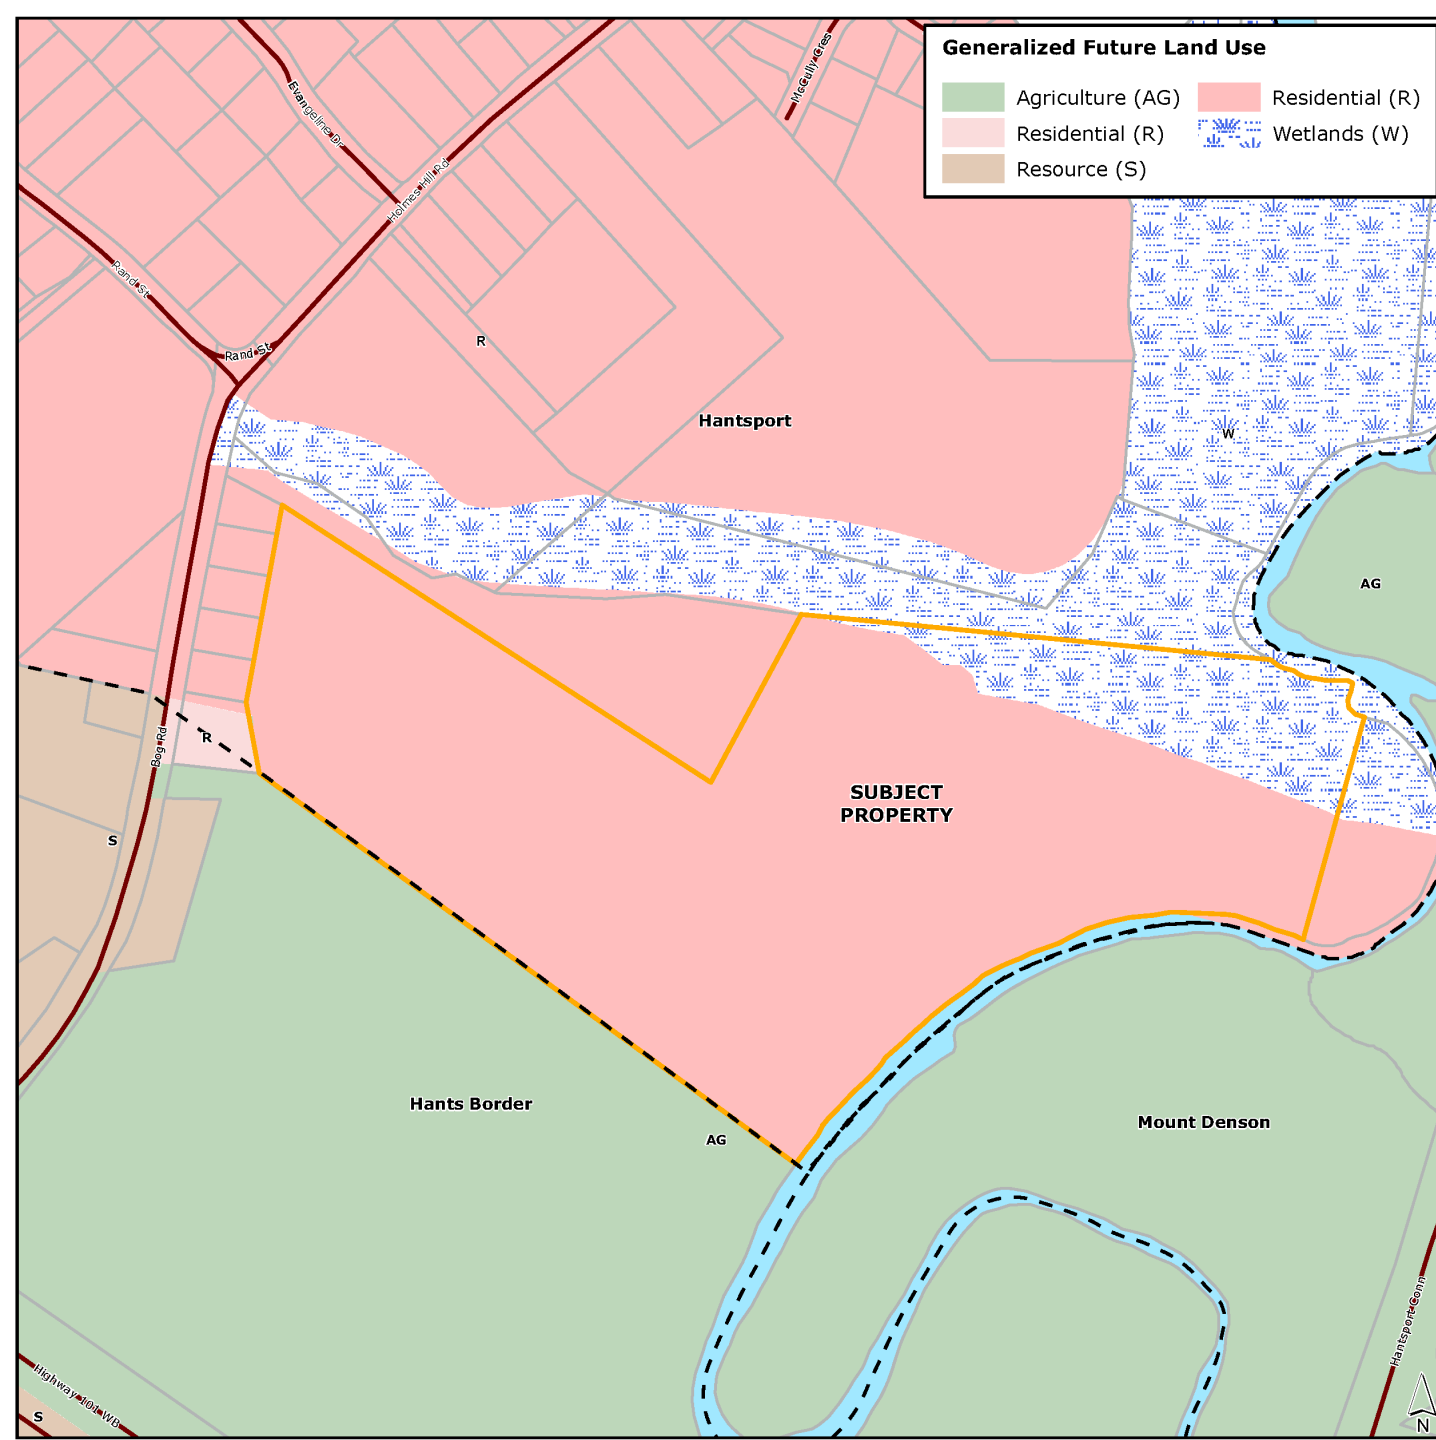 Generalized Future Land Use
Agriculture (AG)
Residential (R)
Residential (R)
Wetlands (W)
Resource (S)
McCully Cres
Evangeline Dr
Holmes Hill Rd
Rand St
Rand St
R
Hantsport
W
AG
R
Bog Rd
SUBJECT
PROPERTY
S
Hants Border
Mount Denson
AG
Hantsport Conn
Highway 101 WB
S
N